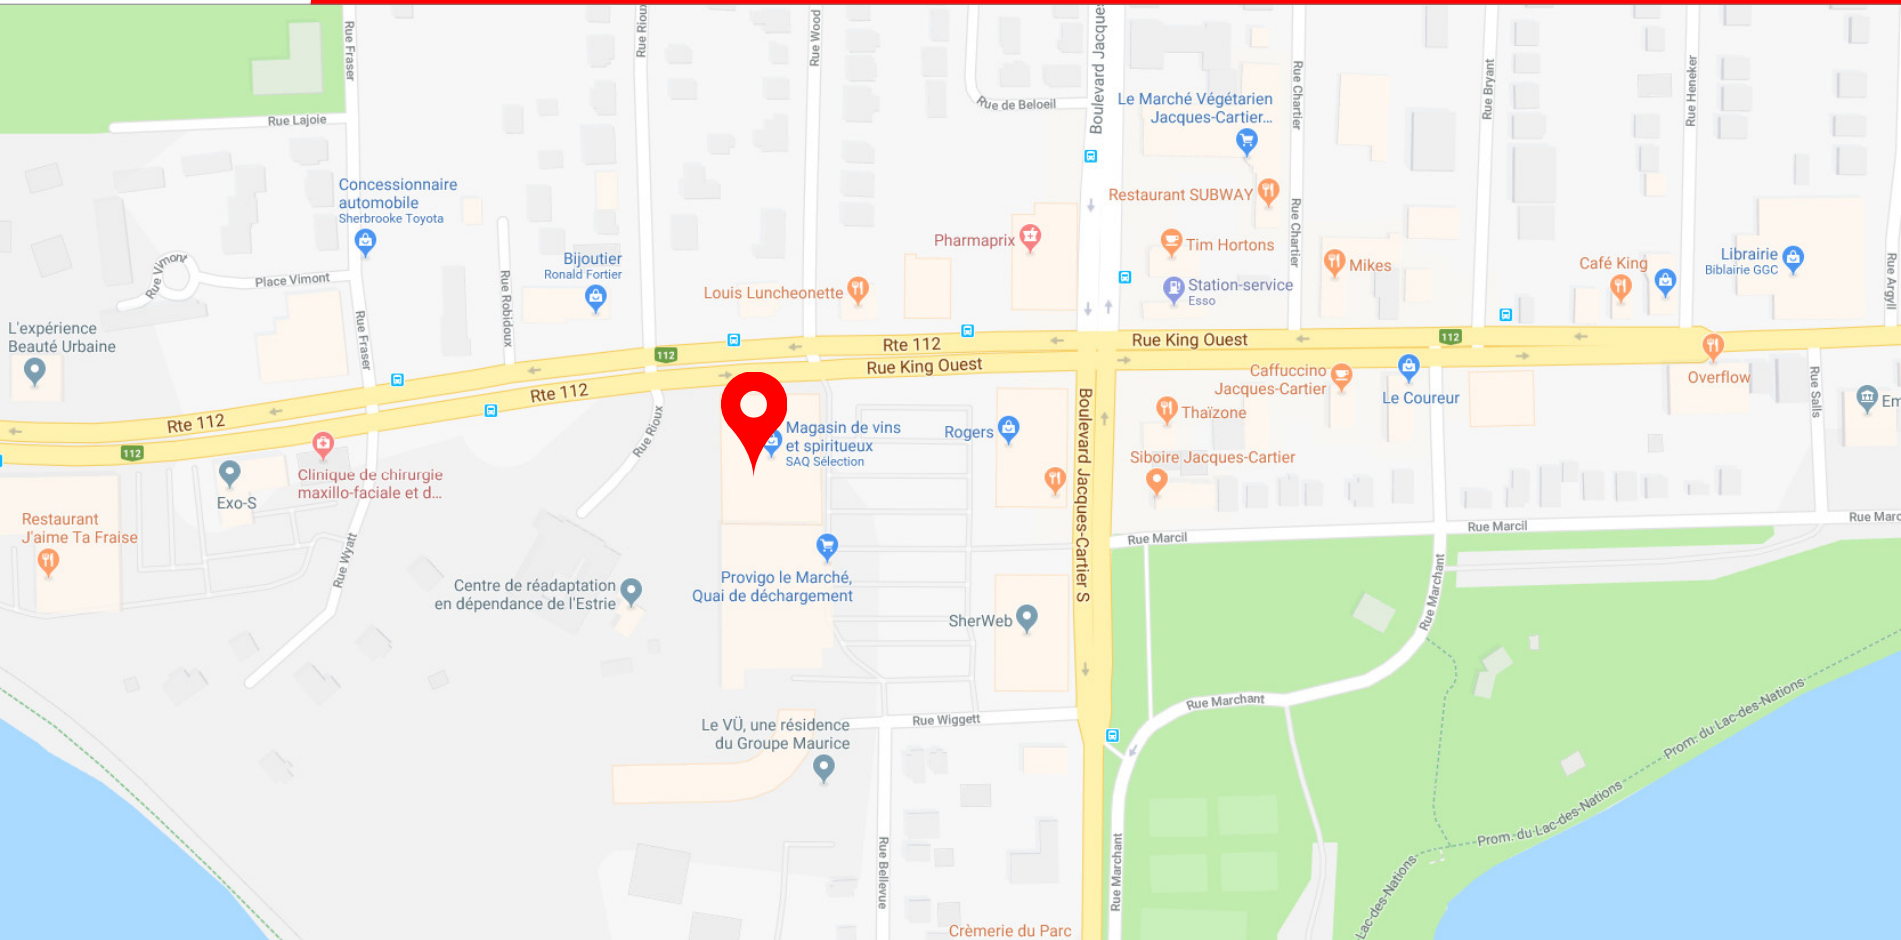 Rue Fraser
Rue Rioux
Rue Wood
Boulevard Jacques
Rue de Beloeil
Rue Lajoie
Le Marché Végétarien
Jacques-Cartier...
Rue Chartier
Rue Bryant
Rue Heneker
Concessionnaire
automobile
Sherbrooke Toyota
Restaurant SUBWAY
Rue Chartier
Pharmaprix
Tim Hortons
Mikes
Café King
Librairie
Biblairie GGC
Rue Argyll
Rue Vimont
Place Vimont
Rue Robidoux
Bijoutier
Ronald Fortier
Louis Luncheonette
Station-service
Esso
L'expérience
Beauté Urbaine
Rue Fraser
112
Rte 112
Rue King Ouest
Rue King Ouest
112
Rte 112
Rte 112
112
Caffuccino
Jacques-Cartier
Le Coureur
Overflow
Rue Salls
Em
Thaïzone
Rue Rioux
Magasin de vins
et spiritueux
SAQ Sélection
Rogers
Boulevard Jacques-Cartier S
Siboire Jacques-Cartier
Clinique de chirurgie
maxillo-faciale et d...
Exo-S
Restaurant
J'aime Ta Fraise
Rue Wyatt
Rue Marcil
Rue Marcil
Rue Marc
Provigo le Marché,
Quai de déchargement
Centre de réadaptation
en dépendance de l'Estrie
SherWeb
Rue Marchant
Rue Marchant
Le VÜ, une résidence
du Groupe Maurice
Rue Wiggett
Prom. du Lac-des-Nations
Prom. du Lac-des-Nations
Lac-des-Nations
Rue Bellevue
Rue Marchant
Crèmerie du Parc